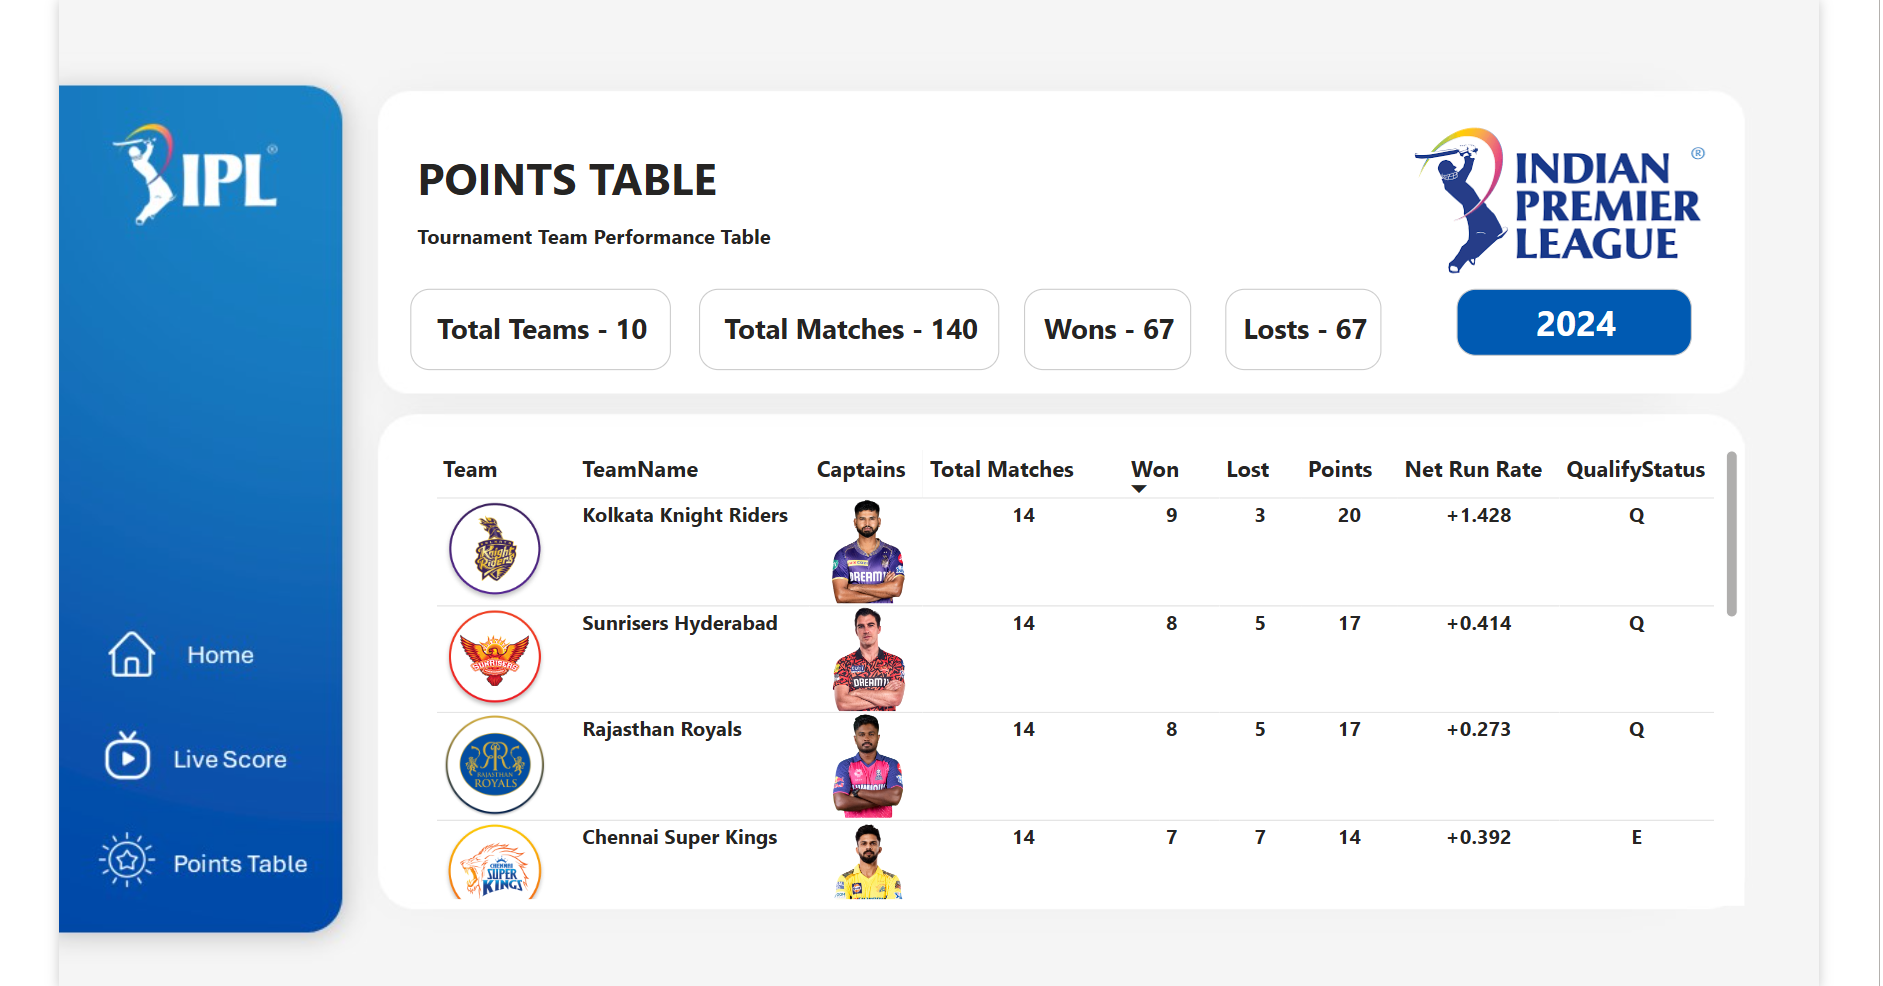 IPL®
Home
Live Score
Points Table
POINTS TABLE
Tournament Team Performance Table
INDIAN ®
PREMIER
LEAGUE
Total Teams - 10
Total Matches - 140
Wons - 67
Losts - 67
2024
Team TeamName Captains Total Matches Won Lost Points Net Run Rate QualifyStatus
Knight Riders Kolkata Knight Riders 14 9 3 20 +1.428 Q
DREAM11
SUNRISERS Sunrisers Hyderabad 14 8 5 17 +0.414 Q
DREAM11
RAJASTHAN ROYALS Rajasthan Royals 14 8 5 17 +0.273 Q
CHENNAI SUPER KINGS Chennai Super Kings 14 7 7 14 +0.392 E